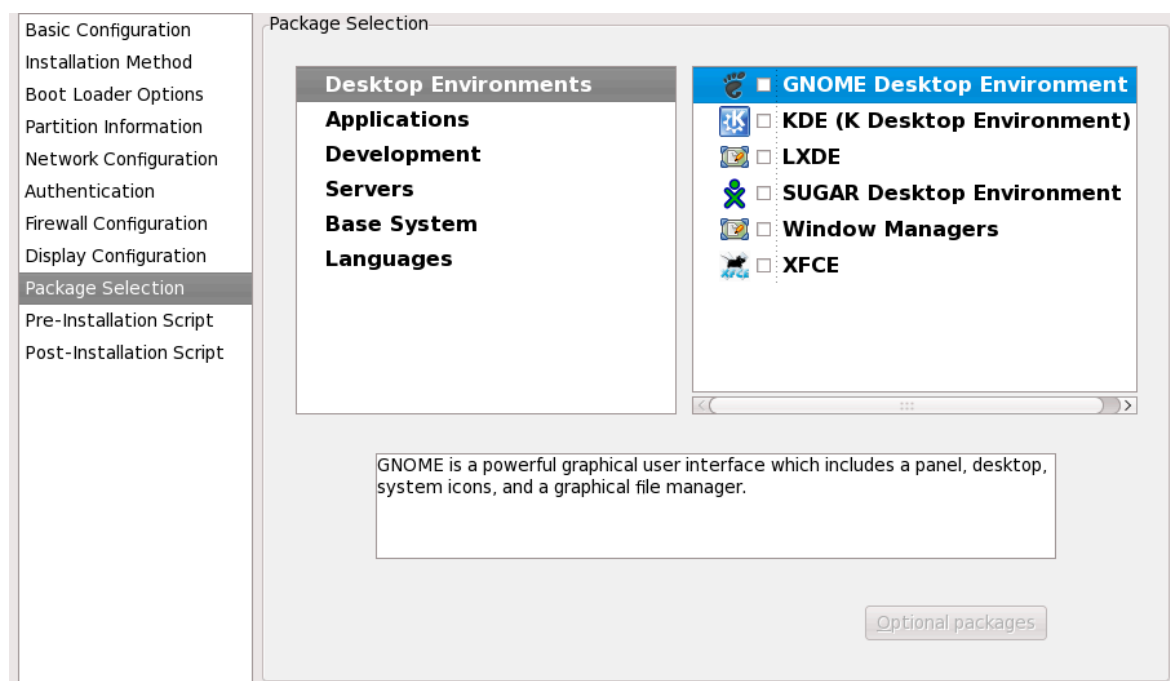 Basic Configuration
Installation Method
Boot Loader Options
Partition Information
Network Configuration
Authentication
Firewall Configuration
Display Configuration
Package Selection
Pre-Installation Script
Post-Installation Script
Package Selection
Desktop Environments
Applications
Development
Servers
Base System
Languages
GNOME Desktop Environment
KDE (K Desktop Environment)
LXDE
SUGAR Desktop Environment
Window Managers
XFCE
GNOME is a powerful graphical user interface which includes a panel, desktop,
system icons, and a graphical file manager.
Optional packages